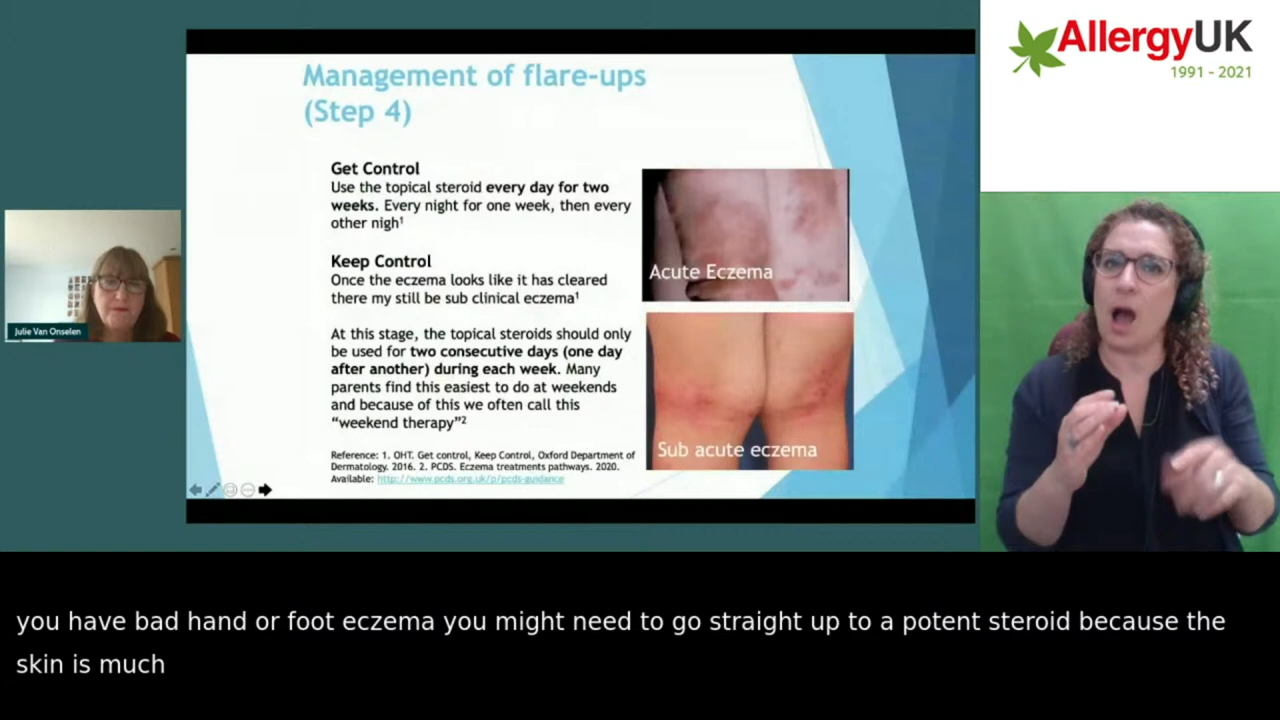 Management of flare-ups
(Step 4)
Get Control
Use the topical steroid every day for two
weeks. Every night for one week, then every
other nigh¹
Keep Control
Once the eczema looks like it has cleared
there my still be sub clinical eczema¹
At this stage, the topical steroids should only
be used for two consecutive days (one day
after another) during each week. Many
parents find this easiest to do at weekends
and because of this we often call this
“weekend therapy”²
Reference: 1. OHT. Get control, Keep Control, Oxford Department of
Dermatology. 2016. 2. PCDS. Eczema treatments pathways. 2020.
Available: http://www.pcds.org.uk/p/pcds-guidance
Acute Eczema
Sub acute eczema
Julie Van Onselen
AllergyUK
1991 - 2021
you have bad hand or foot eczema you might need to go straight up to a potent steroid because the
skin is much